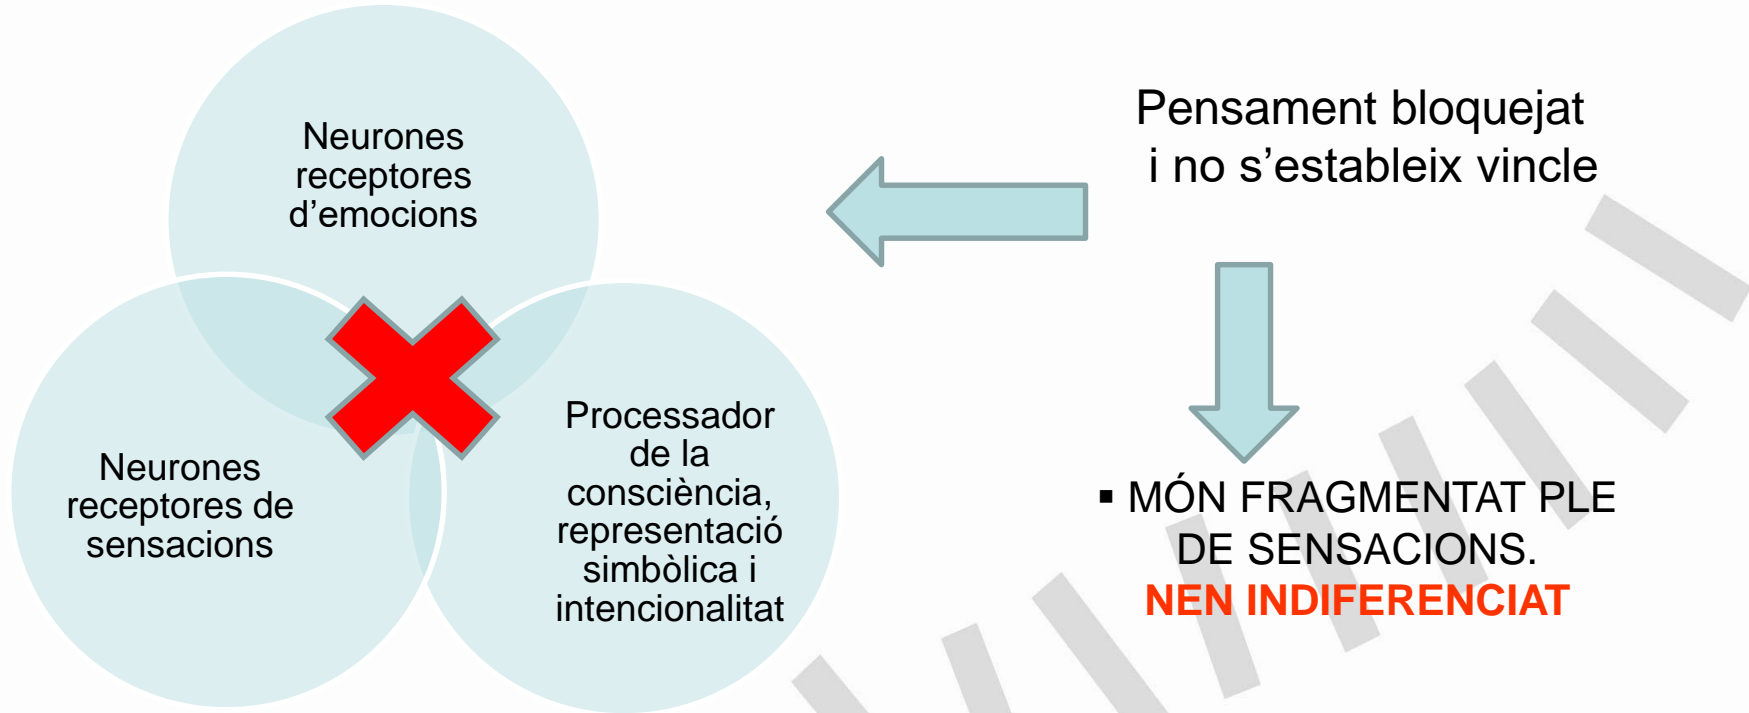 Neurones
receptores
d’emocions
Neurones
receptores de
sensacions
Processador
de la
consciència,
representació
simbòlica i
intencionalitat
Pensament bloquejat
i no s’estableix vincle
▪ MÓN FRAGMENTAT PLE
DE SENSACIONS.
NEN INDIFERENCIAT